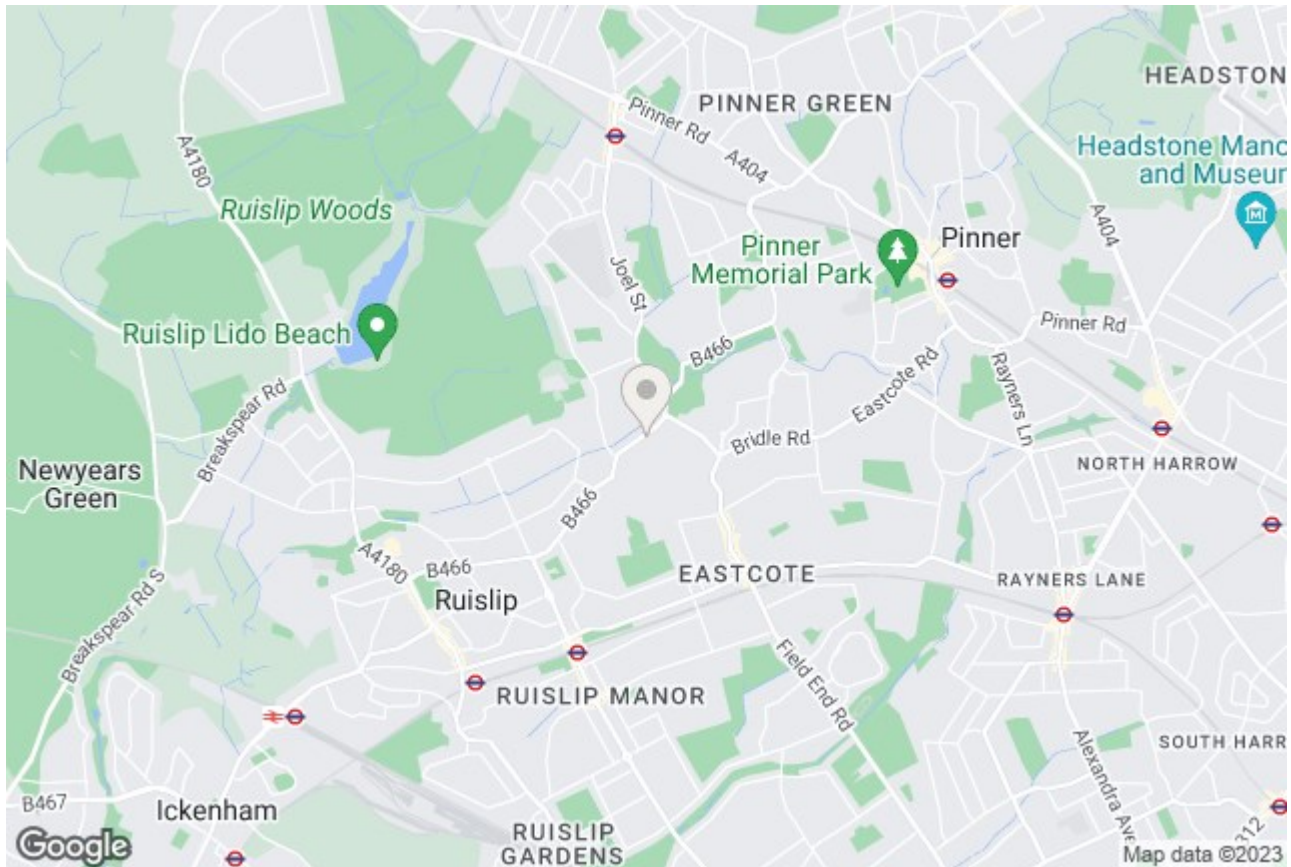 HEADSTON
PINNER GREEN
Pinner Rd
A404
Headstone Mano
and Museur
A4180
Ruislip Woods
A404
Pinner
Pinner
Memorial Park
Joel St
Ruislip Lido Beach
Pinner Rd
B466
Eastcote Rd
Rayners Ln
Breakspear Rd
Bridle Rd
NORTH HARROW
Newyears
Green
B466
A4180
B466
EASTCOTE
RAYNERS LANE
Ruislip
Breakspear Rd S
Field End Rd
RUISLIP MANOR
SOUTH HARR
Alexandra Ave
B467
Ickenham
RUISLIP
GARDENS
312
Google
Map data ©2023